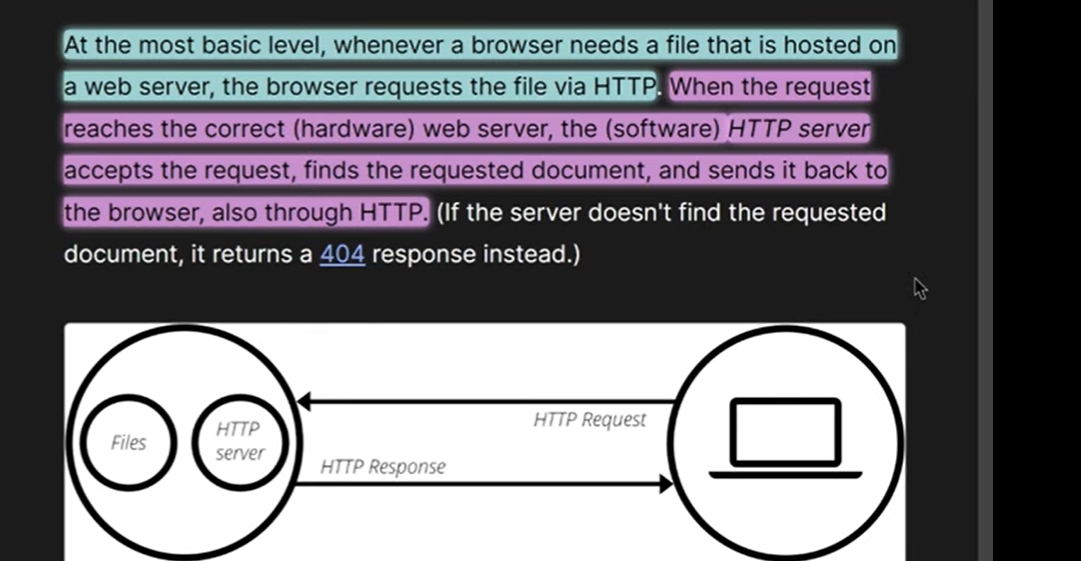 At the most basic level, whenever a browser needs a file that is hosted on
a web server, the browser requests the file via HTTP. When the request
reaches the correct (hardware) web server, the (software) HTTP server
accepts the request, finds the requested document, and sends it back to
the browser, also through HTTP. (If the server doesn't find the requested
document, it returns a 404 response instead.)
Files
HTTP
server
HTTP Request
HTTP Response